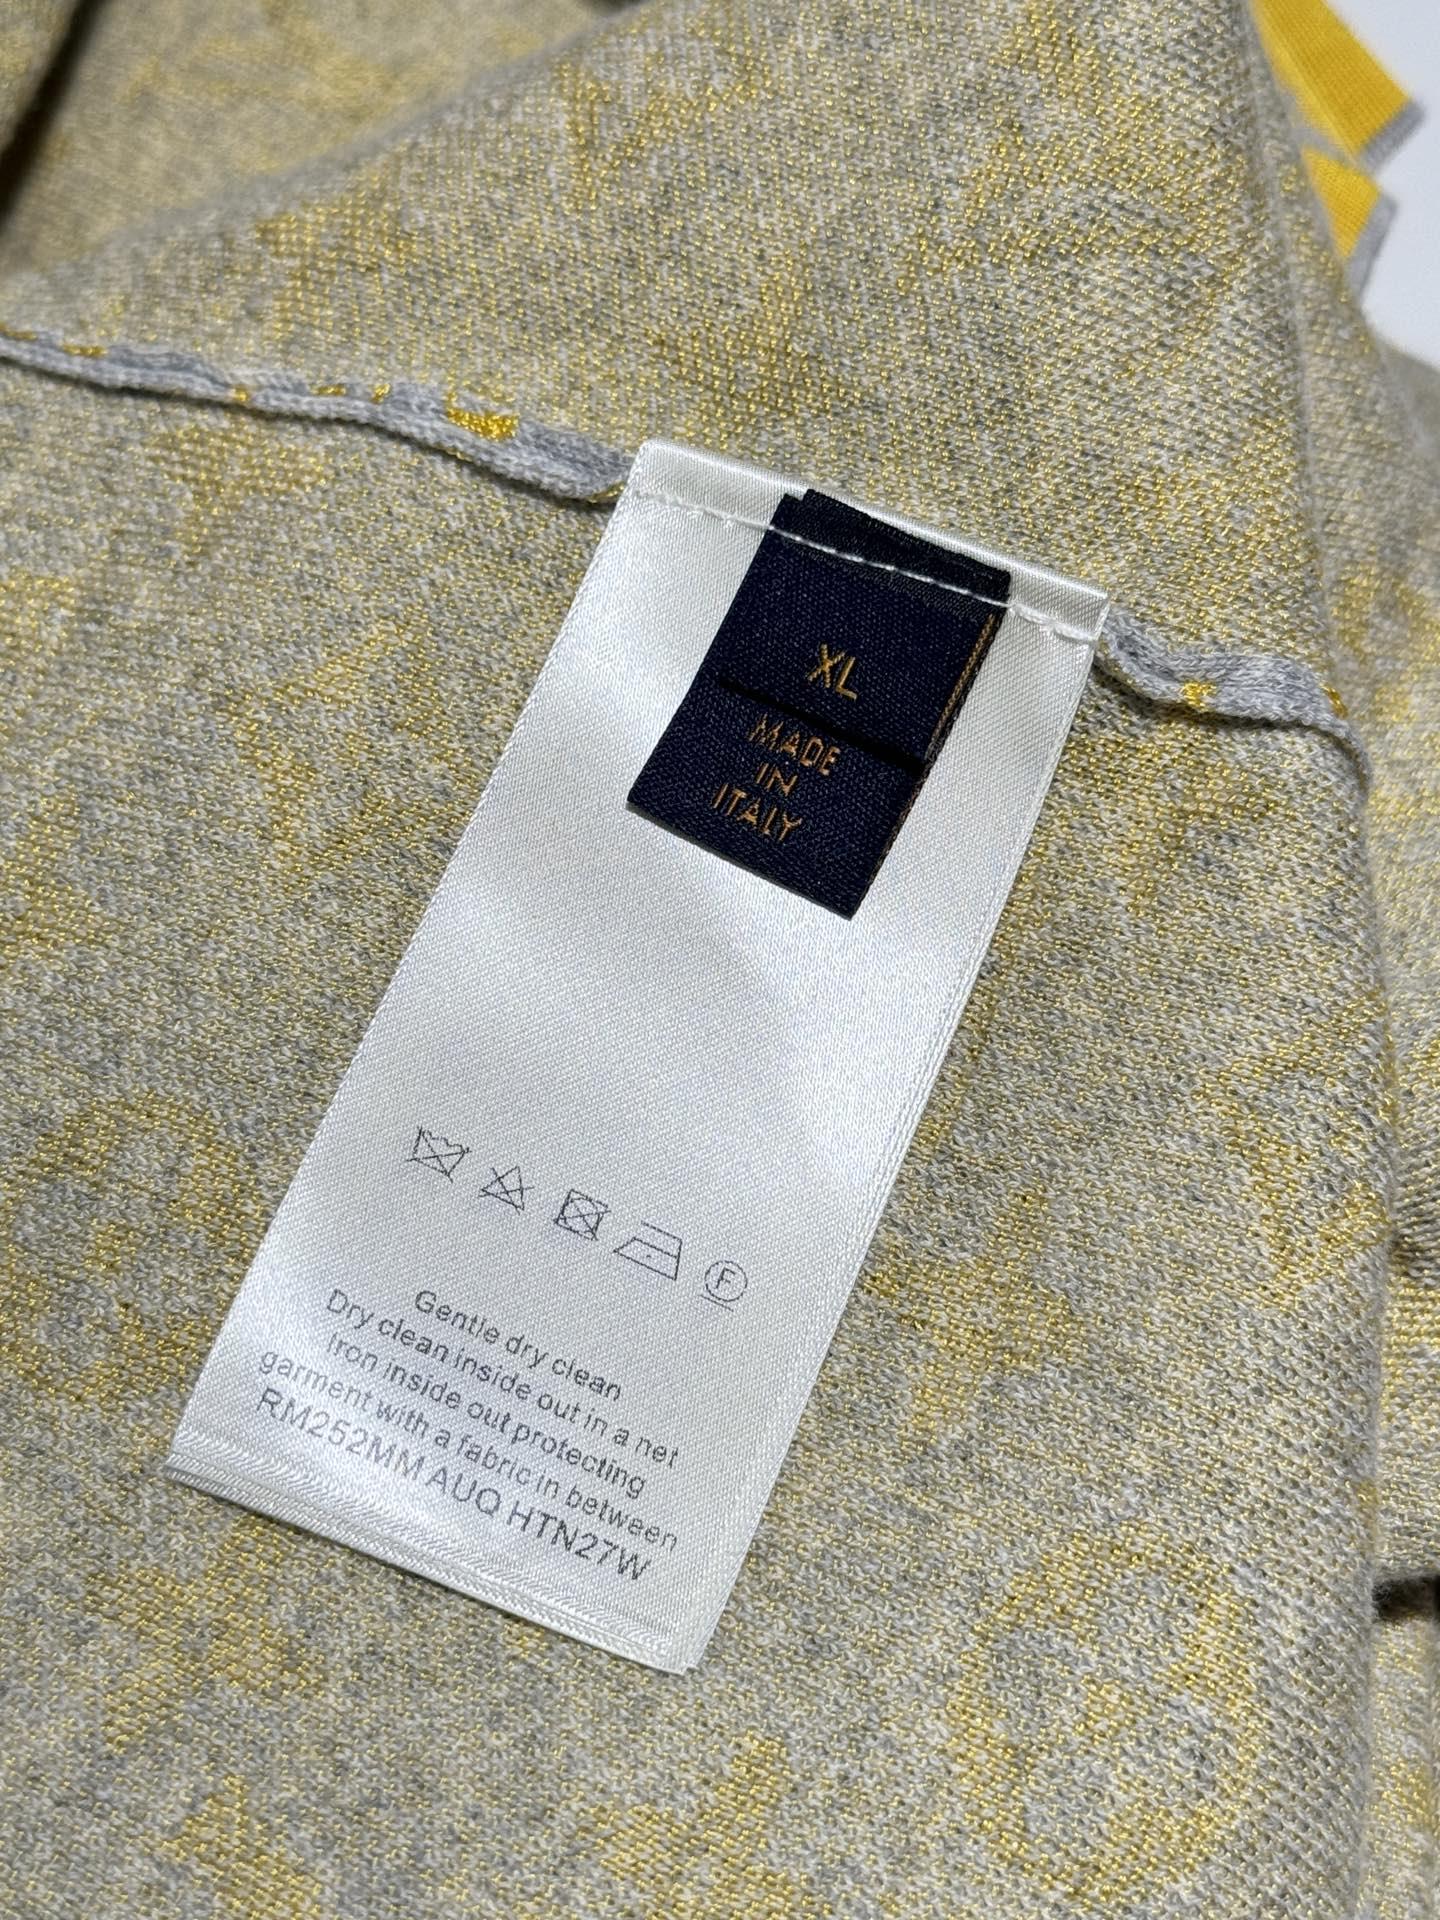 XL
MADE
IN
ITALY
F
Gentle dry clean
Dry clean inside out in a net
Iron inside out protecting
garment with a fabric in between
RM252MM AUQ HTN27W